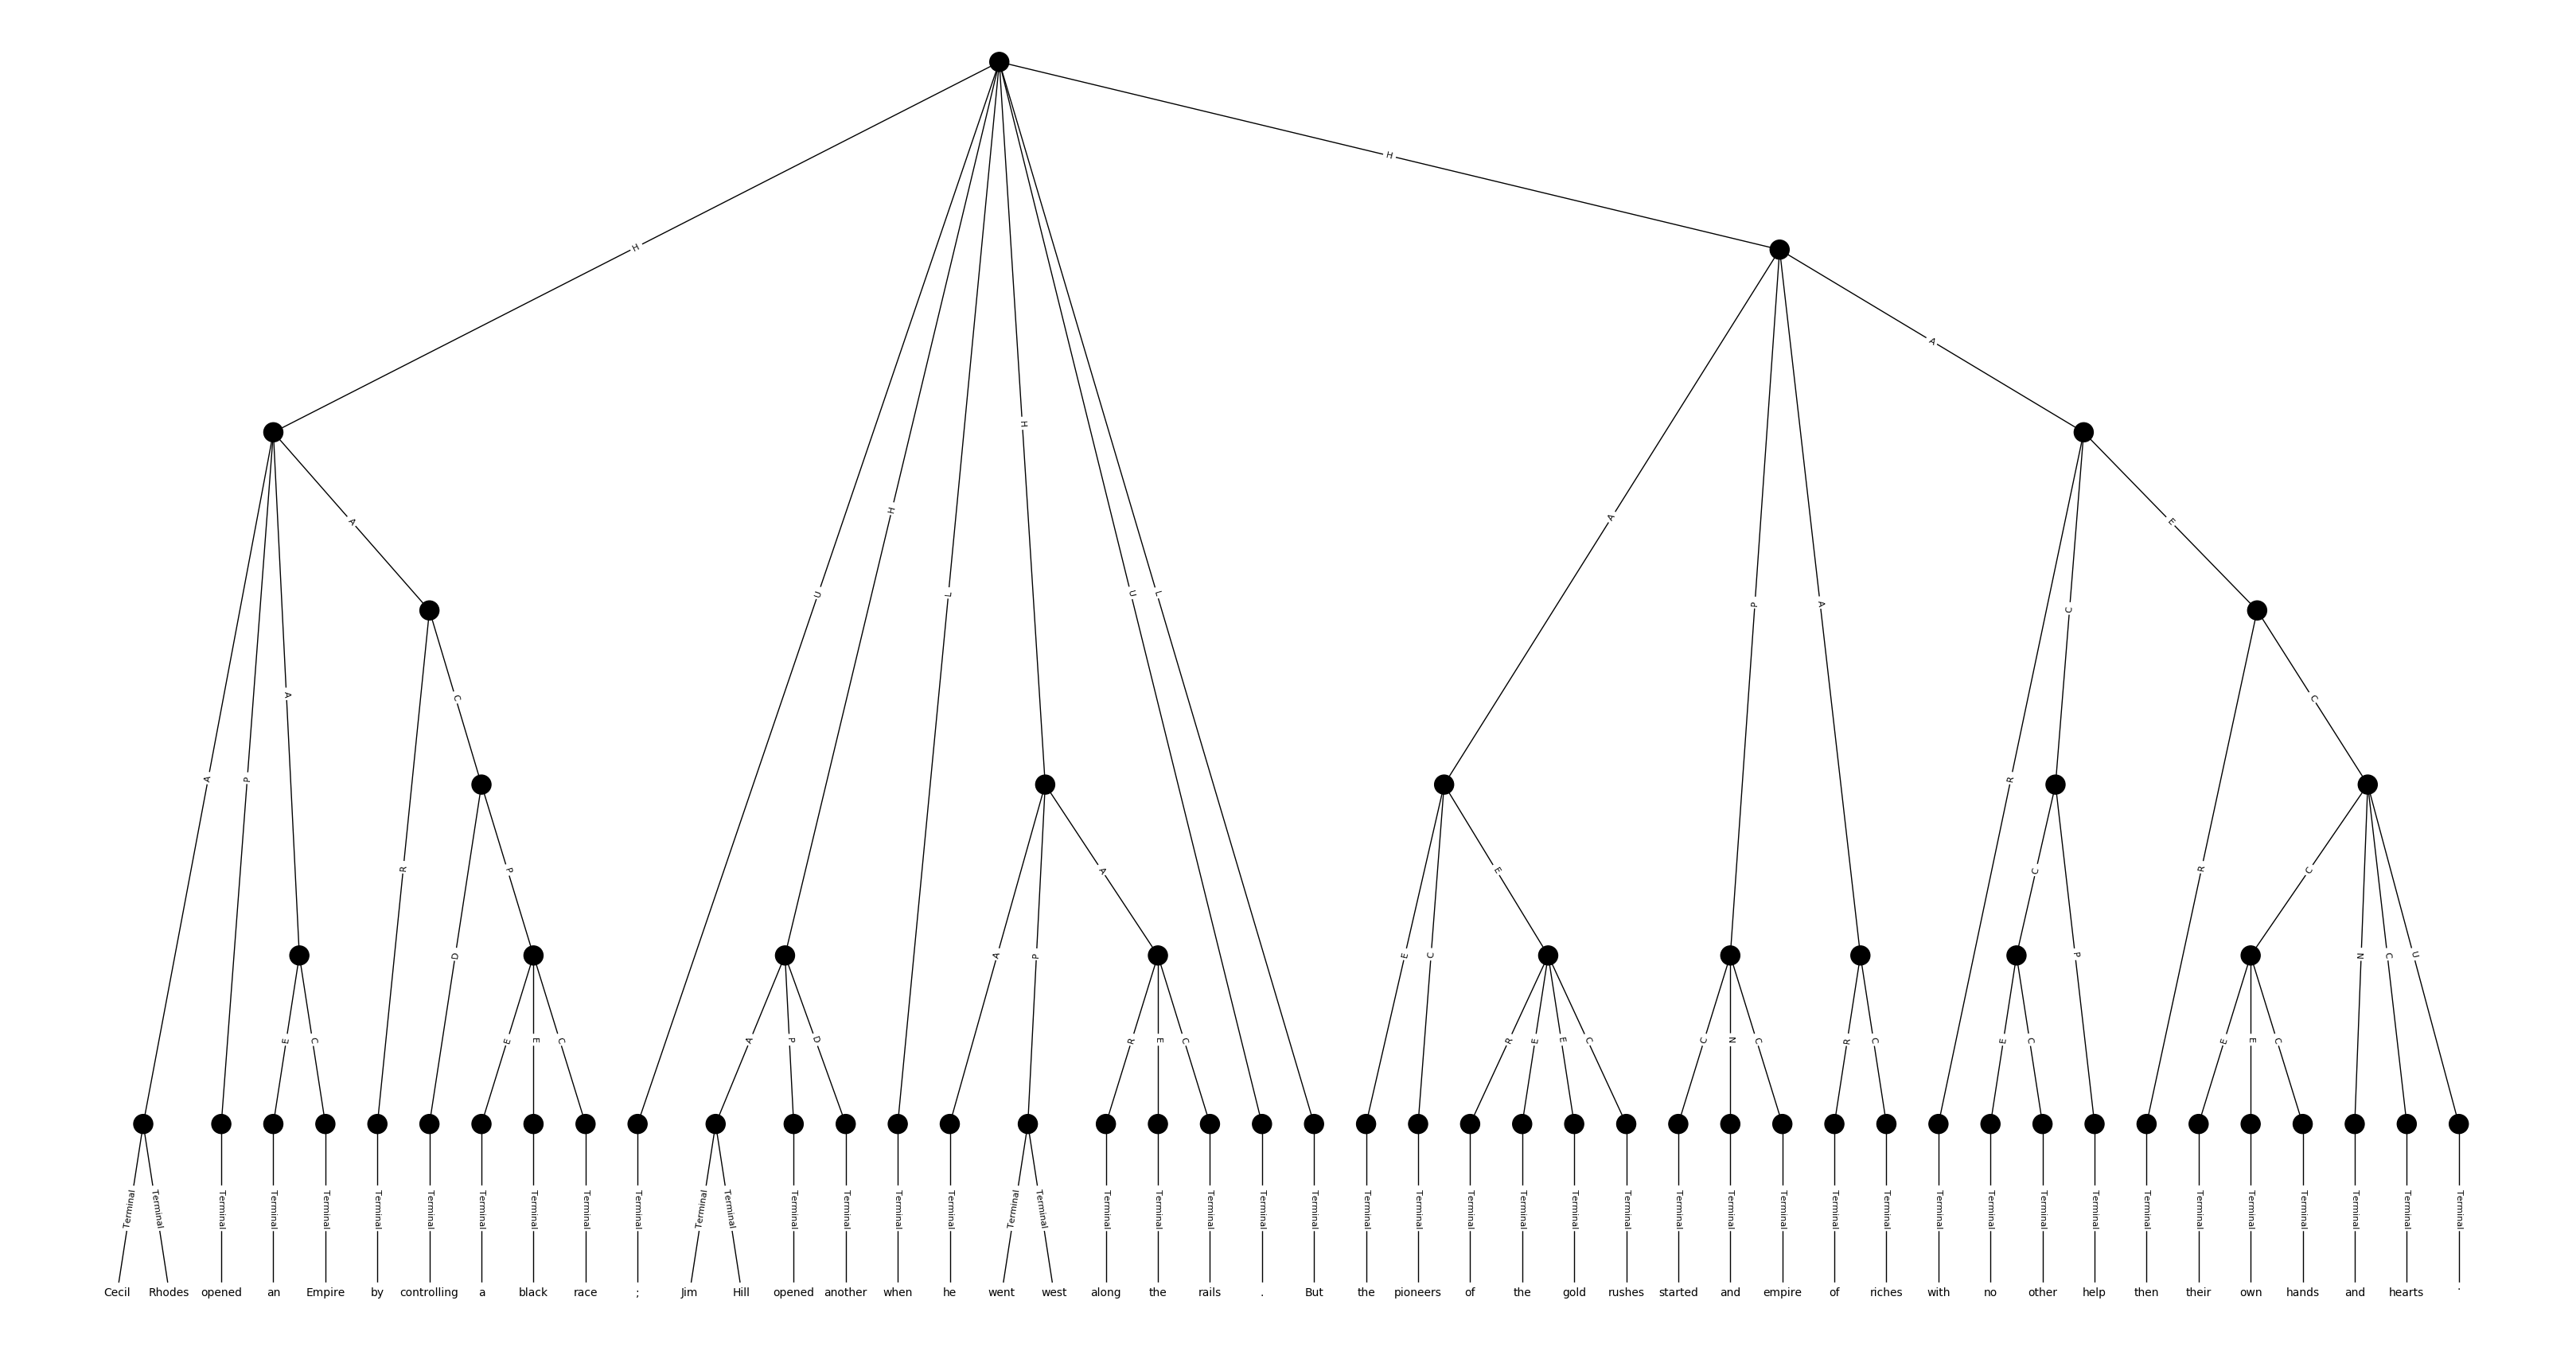 H
H
H
A
A
E
H
U
L
U
L
A
P
A
R
C
A
P
A
R
C
C
D
P
A
P
A
E
C
E
R
C
P
N
C
U
E
C
E
E
C
A
P
D
R
E
C
R
E
E
C
C
N
C
R
C
E
C
E
E
C
Terminal Terminal Terminal Terminal Terminal Terminal Terminal Terminal Terminal Terminal Terminal Terminal Terminal Terminal Terminal Terminal Terminal Terminal Terminal Terminal Terminal Terminal Terminal Terminal Terminal Terminal Terminal Terminal Terminal Terminal Terminal Terminal Terminal Terminal Terminal Terminal Terminal Terminal Terminal Terminal Terminal Terminal Terminal Terminal Terminal Terminal
Cecil Rhodes opened an Empire by controlling a black race ; Jim Hill opened another when he went west along the rails . But the pioneers of the gold rushes started and empire of riches with no other help then their own hands and hearts .